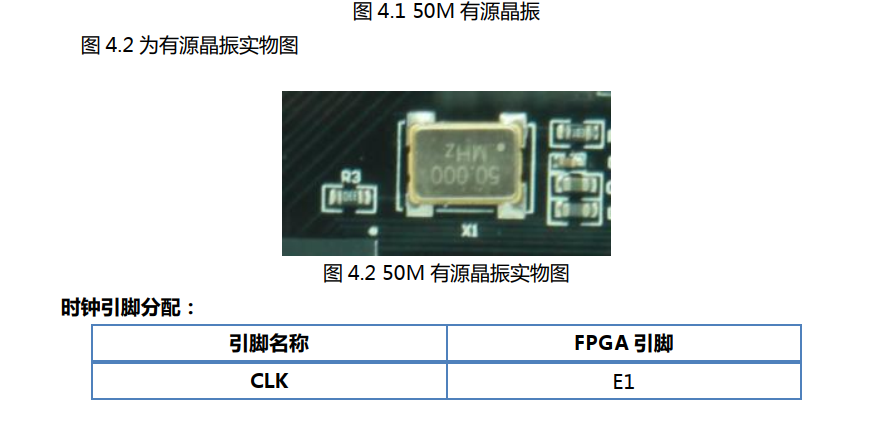 图 4.1 50M 有源晶振
图 4.2 为有源晶振实物图
R3
50.000
MHz
X1
图 4.2 50M 有源晶振实物图
时钟引脚分配：
引脚名称 FPGA 引脚
CLK E1